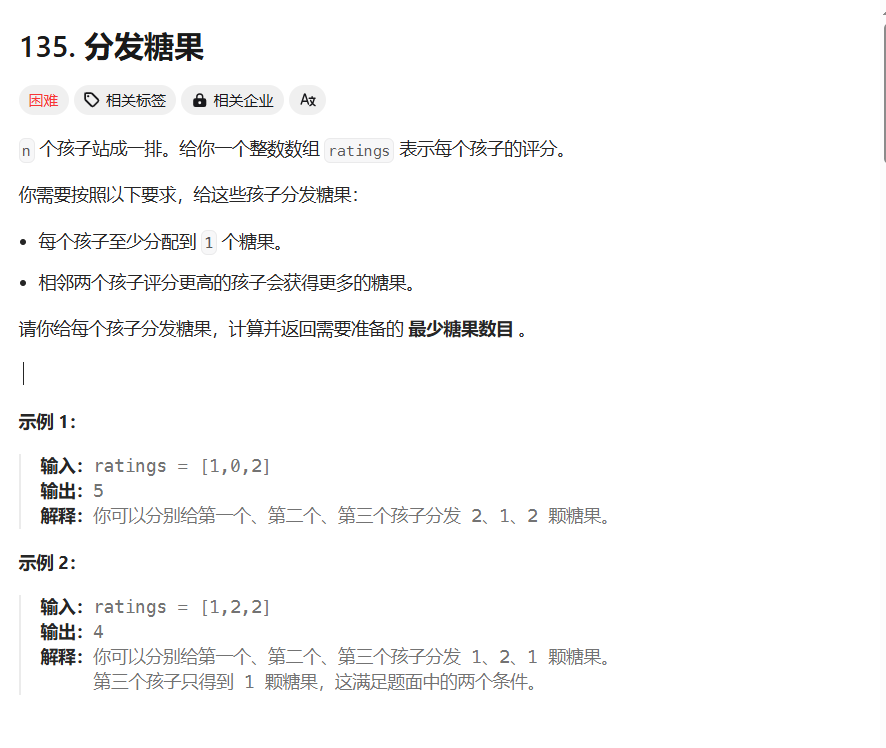 135. 分发糖果
困难 相关标签 相关企业 Ax
n 个孩子站成一排。给你一个整数数组 ratings 表示每个孩子的评分。
你需要按照以下要求，给这些孩子分发糖果：
• 每个孩子至少分配到 1 个糖果。
• 相邻两个孩子评分更高的孩子会获得更多的糖果。
请你给每个孩子分发糖果，计算并返回需要准备的 最少糖果数目 。
示例 1：
输入：ratings = [1,0,2]
输出：5
解释：你可以分别给第一个、第二个、第三个孩子分发 2、1、2 颗糖果。
示例 2：
输入：ratings = [1,2,2]
输出：4
解释：你可以分别给第一个、第二个、第三个孩子分发 1、2、1 颗糖果。
第三个孩子只得到 1 颗糖果，这满足题面中的两个条件。